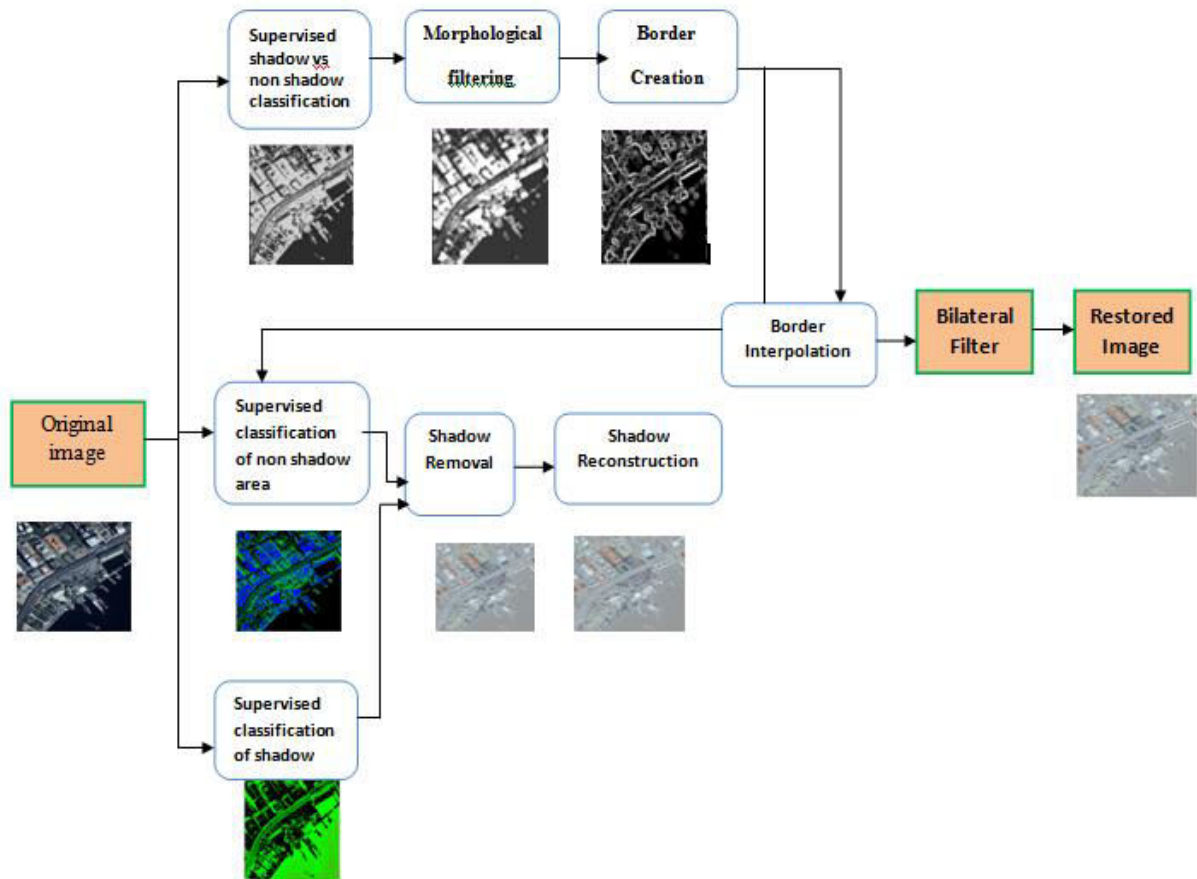 Supervised
shadow vs
non shadow
classification
Morphological
filtering
Border
Creation
Border
Interpolation
Bilateral
Filter
Restored
Image
Original
image
Supervised
classification
of non shadow
area
Shadow
Removal
Shadow
Reconstruction
Supervised
classification
of shadow